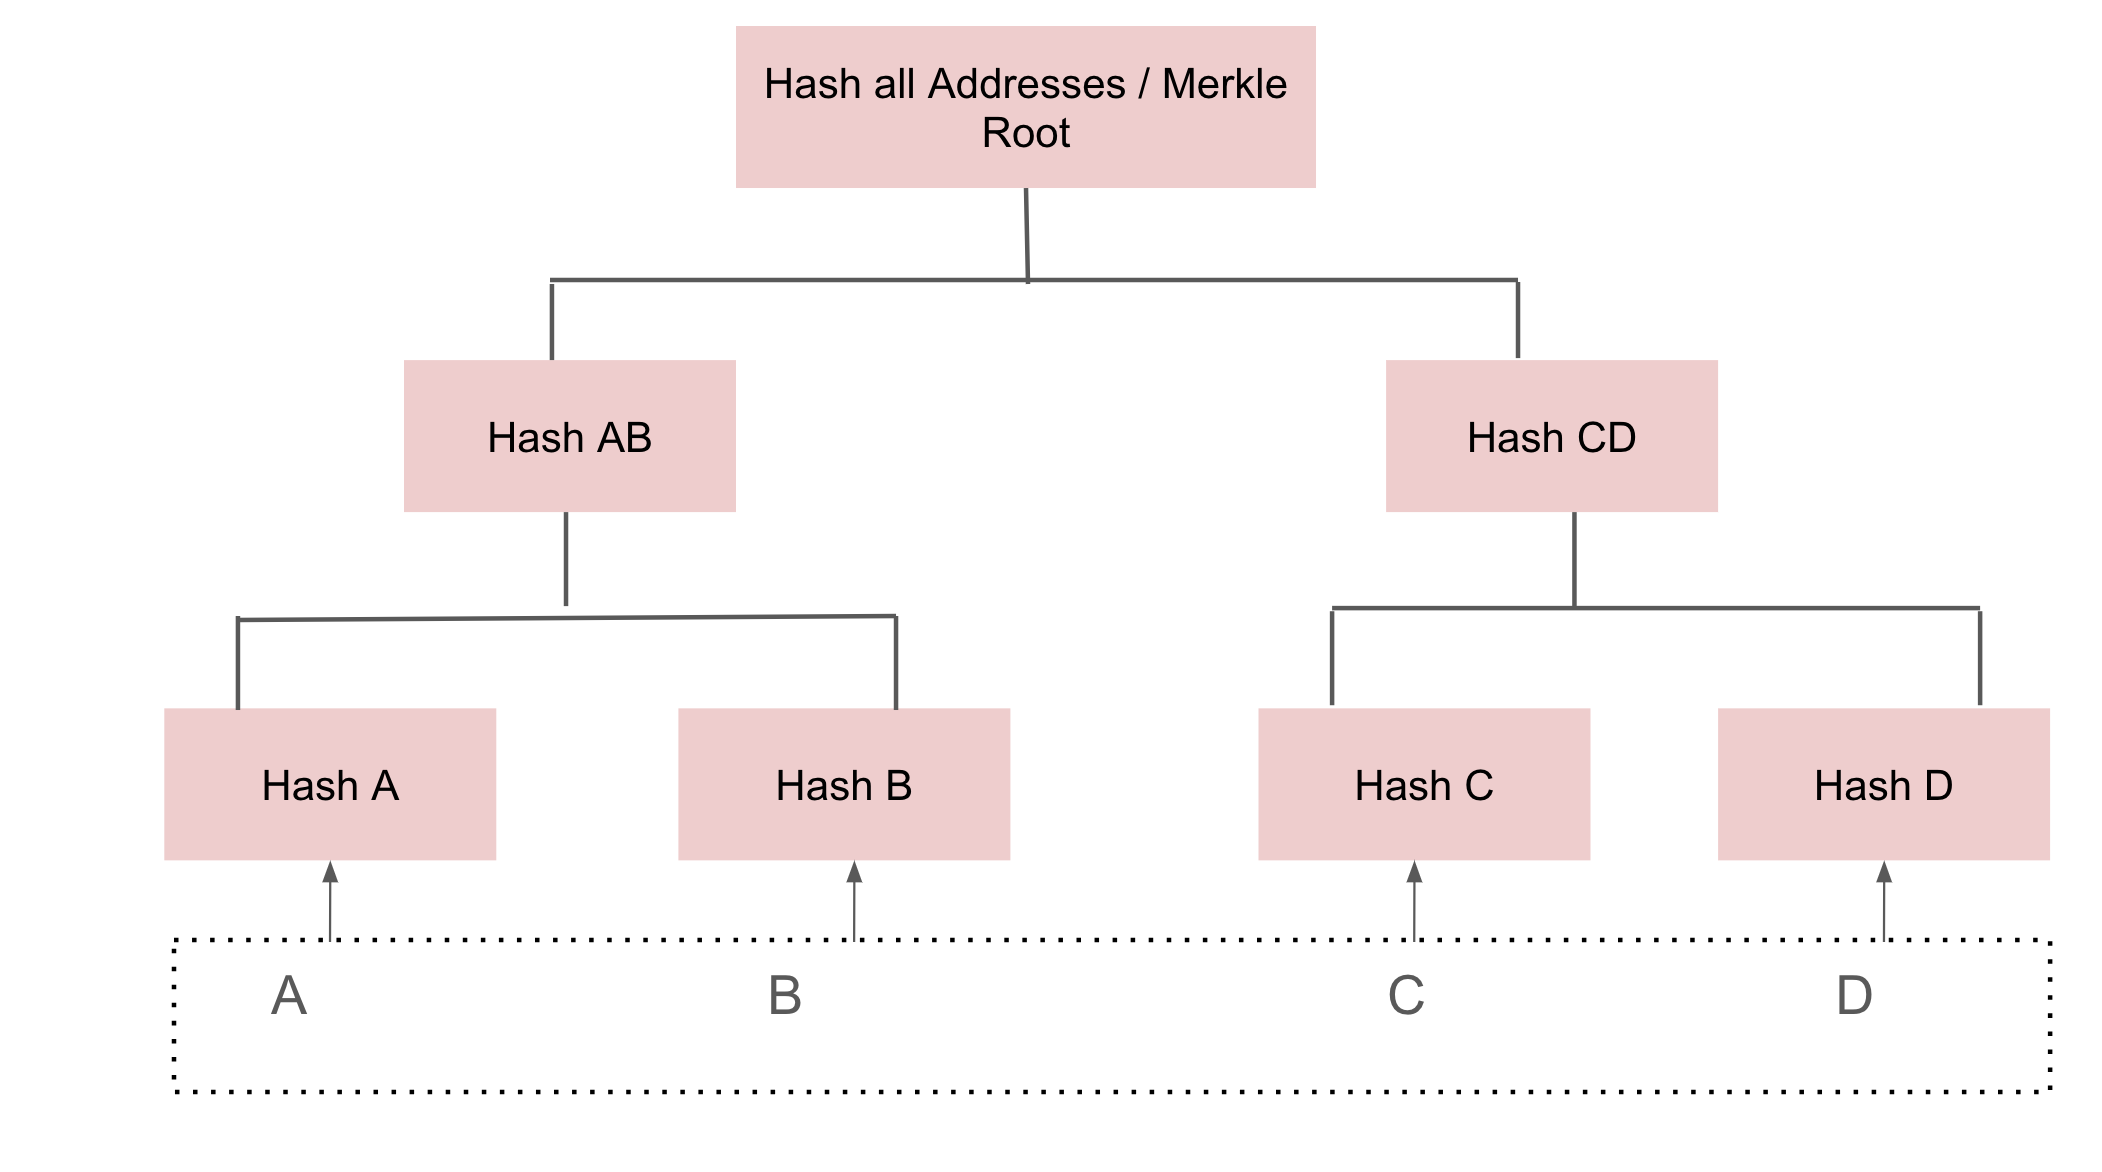 Hash all Addresses / Merkle
Root
Hash AB
Hash CD
Hash A
Hash B
Hash C
Hash D
A
B
C
D